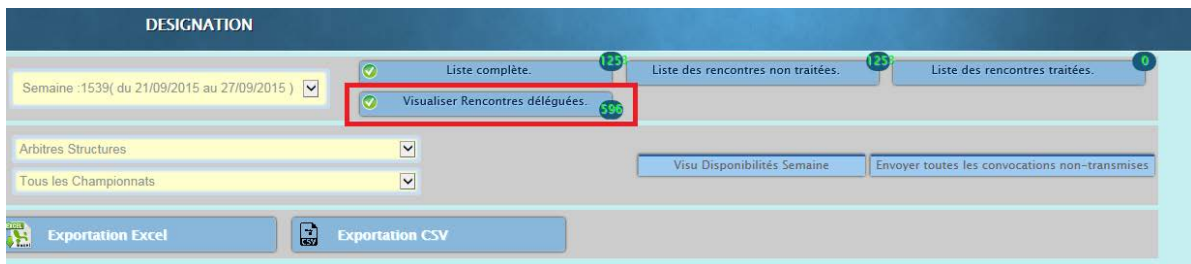 DESIGNATION
Semaine :1539( du 21/09/2015 au 27/09/2015 )
Liste complète.
Liste des rencontres non traitées.
Liste des rencontres traitées. 0
Visualiser Rencontres déléguées. 596
Arbitres Structures
Tous les Championnats
Visu Disponibilités Semaine
Envoyer toutes les convocations non-transmises
Exportation Excel
CSV Exportation CSV